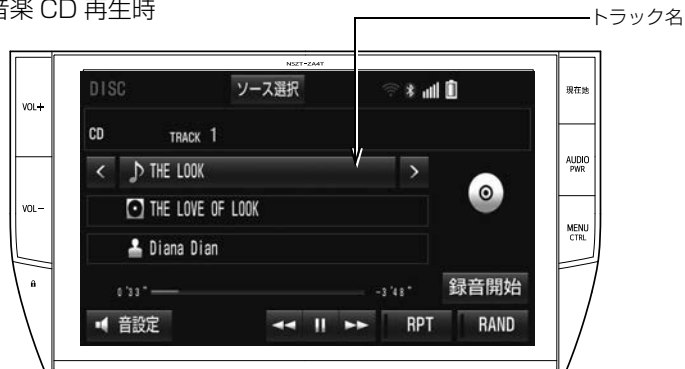 音楽 CD 再生時
トラック名
NSZT-ZA4T
VOL+
VOL-
DISC
ソース選択
CD TRACK 1
< THE LOOK >
THE LOVE OF LOOK
Diana Dian
0'33" -3'48"
録音開始
音設定
RPT RAND
現在地
AUDIO
PWR
MENU
CTRL